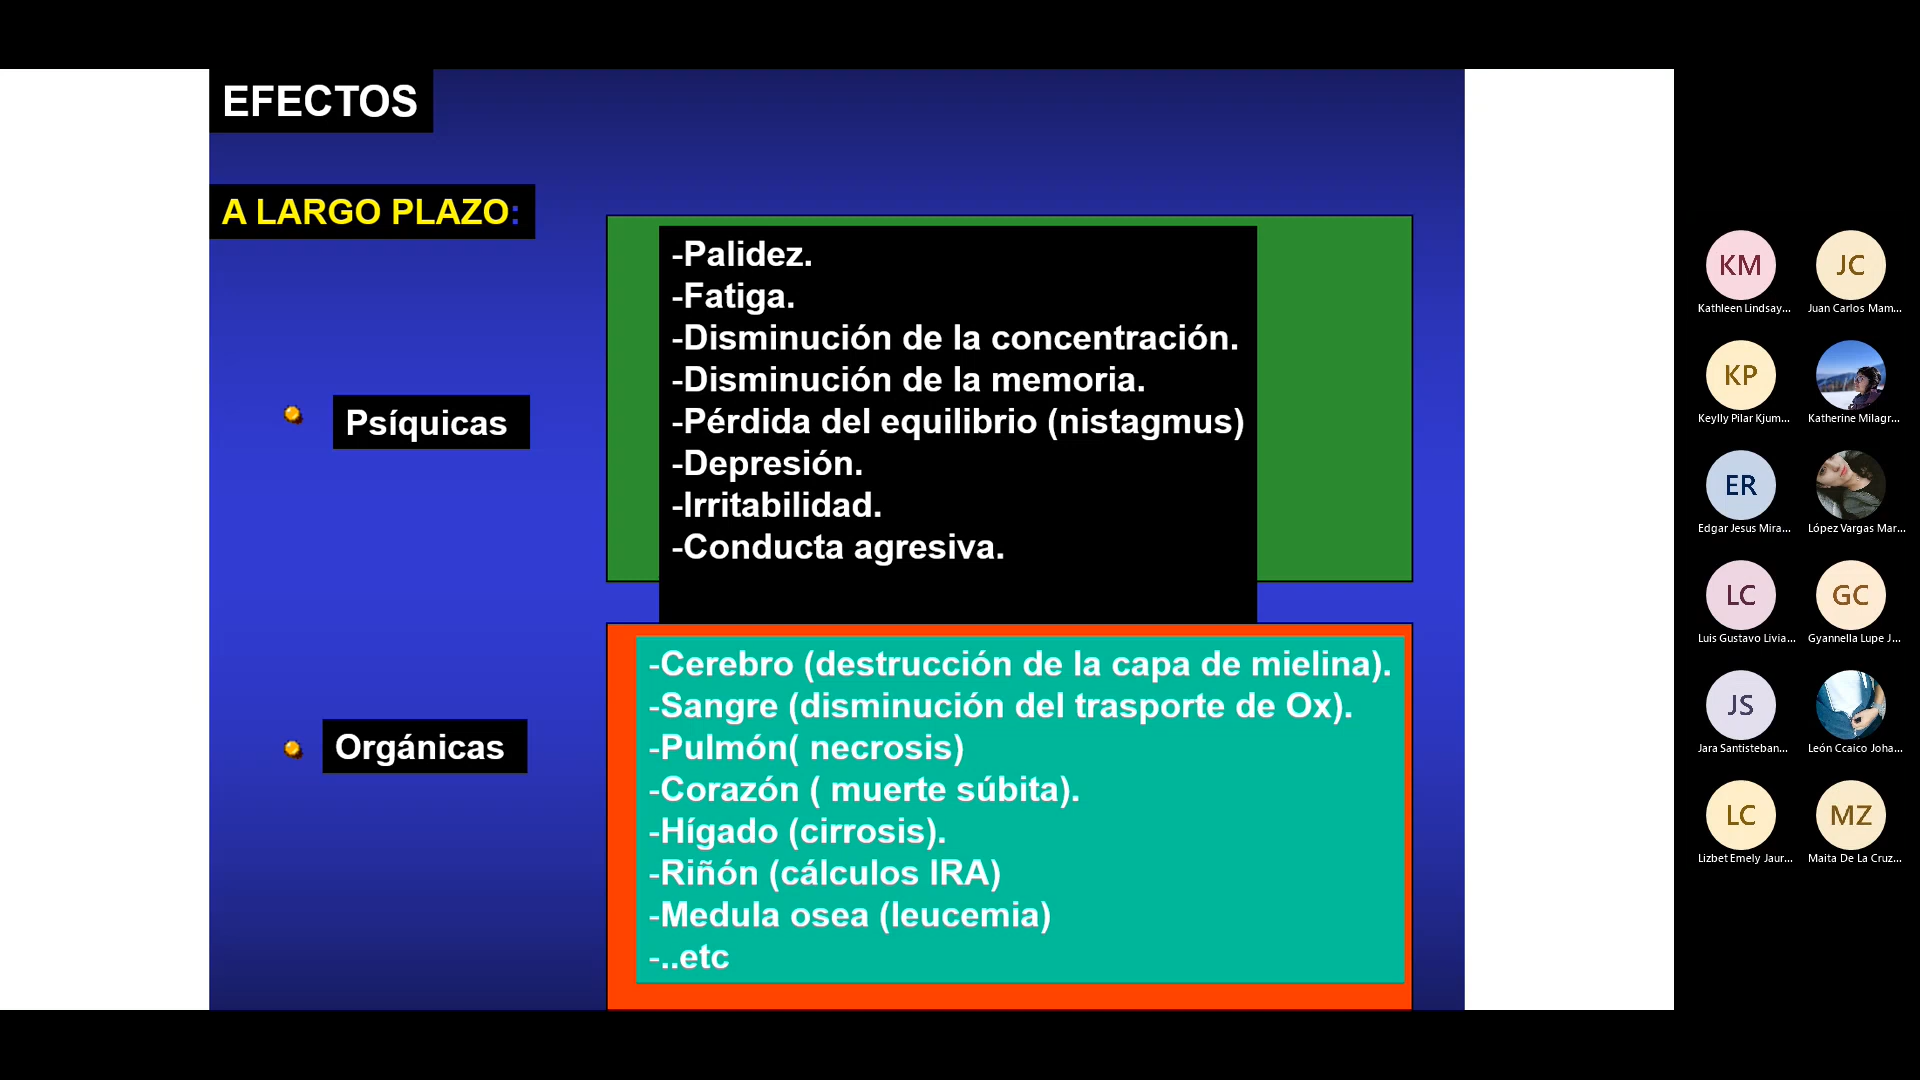 EFECTOS
A LARGO PLAZO:
Psíquicas
-Palidez.
-Fatiga.
-Disminución de la concentración.
-Disminución de la memoria.
-Pérdida del equilibrio (nistagmus)
-Depresión.
-Irritabilidad.
-Conducta agresiva.
Orgánicas
-Cerebro (destrucción de la capa de mielina).
-Sangre (disminución del trasporte de Ox).
-Pulmón( necrosis)
-Corazón ( muerte súbita).
-Hígado (cirrosis).
-Riñón (cálculos IRA)
-Medula osea (leucemia)
-..etc
KM
Kathleen Lindsay...
JC
Juan Carlos Mam...
KP
Keylly Pilar Kjum...
Katherine Milagr...
ER
Edgar Jesus Mira...
López Vargas Mar...
LC
Luis Gustavo Livia...
GC
Gyannella Lupe J...
JS
Jara Santisteban...
León Ccaico Joha...
LC
Lizbet Emely Jaur...
MZ
Maita De La Cruz...